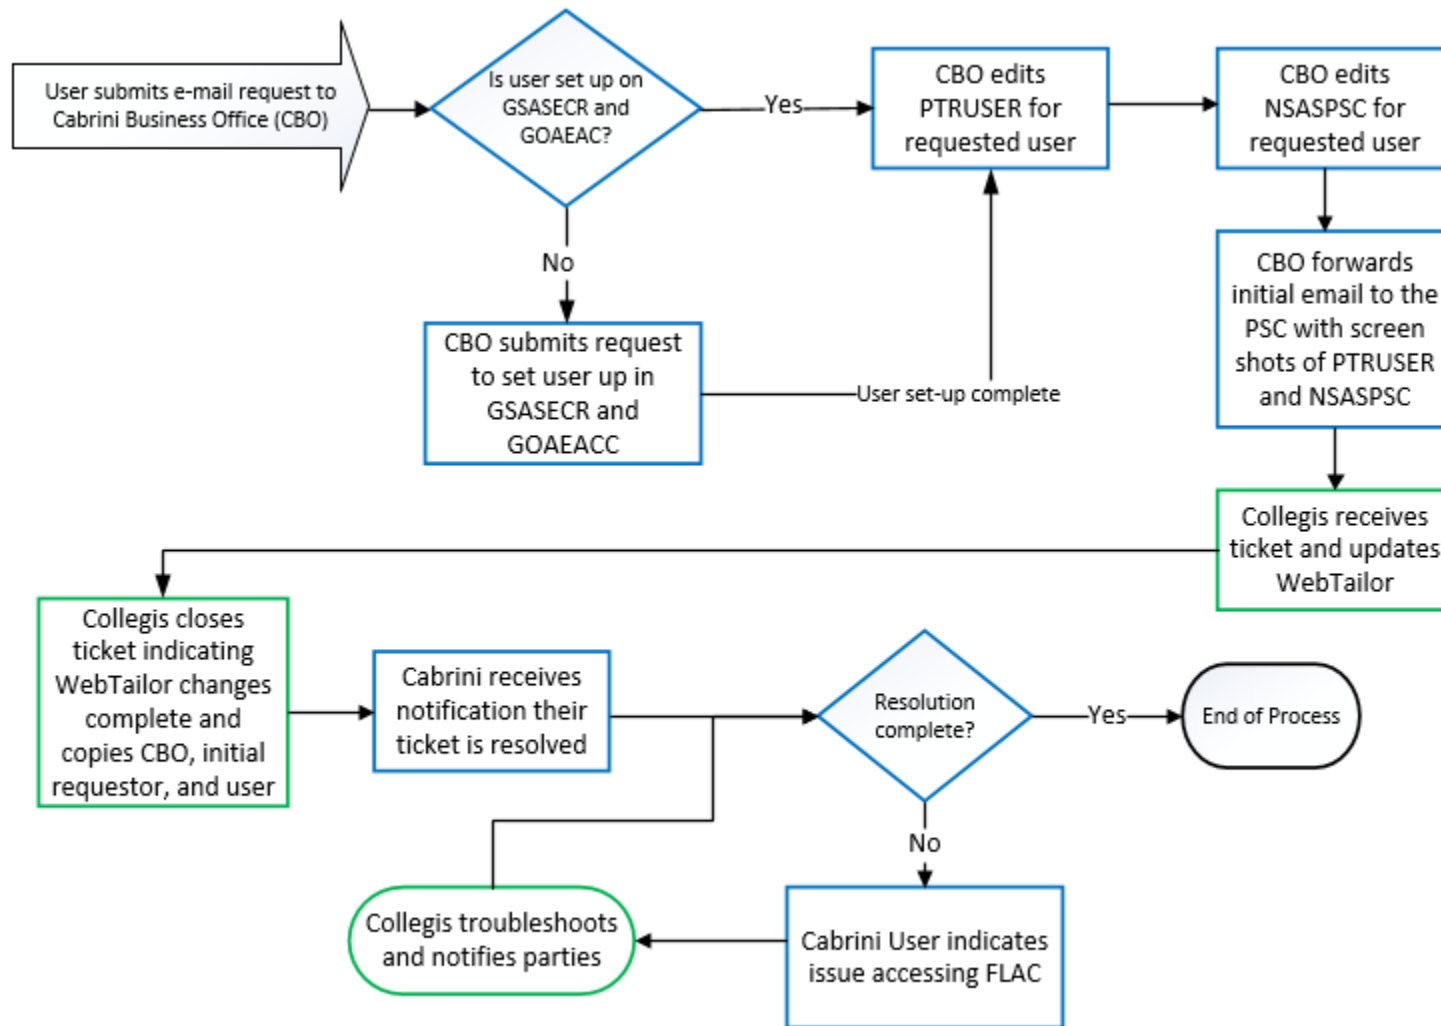 User submits e-mail request to
Cabrini Business Office (CBO)
Is user set up on
GSASECR and
GOAEAC?
Yes
CBO edits
PTRUSER for
requested user
CBO edits
NSASPSC for
requested user
No
CBO submits request
to set user up in
GSASECR and
GOAEACC
User set-up complete
CBO forwards
initial email to the
PSC with screen
shots of PTRUSER
and NSASPSC
Collegis receives
ticket and updates
WebTailor
Collegis closes
ticket indicating
WebTailor changes
complete and
copies CBO, initial
requestor, and user
Cabrini receives
notification their
ticket is resolved
Resolution
complete?
Yes
End of Process
No
Cabrini User indicates
issue accessing FLAC
Collegis troubleshoots
and notifies parties